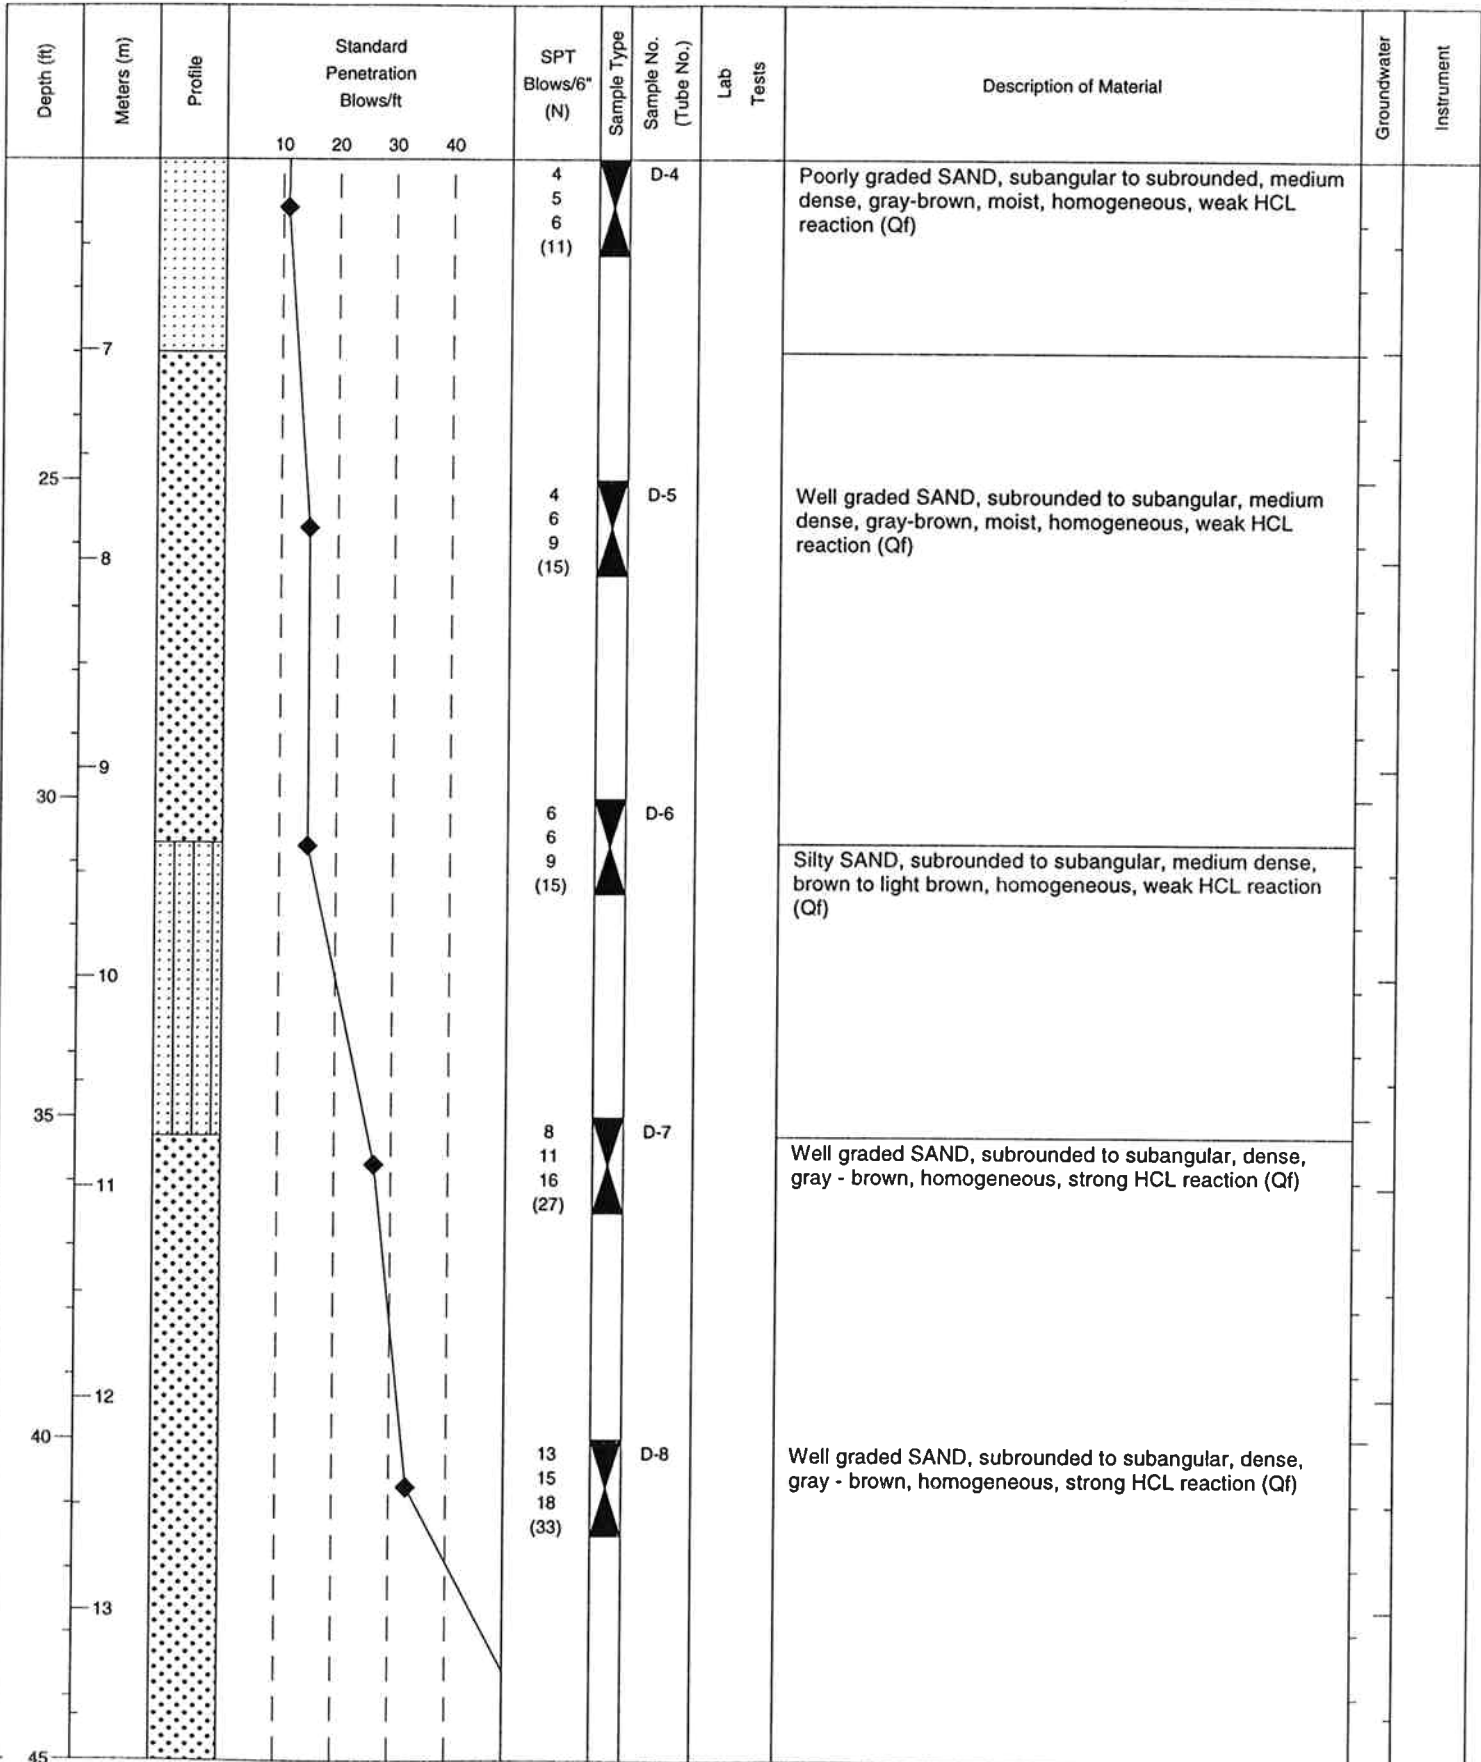 Depth (ft)
Meters (m)
Profile
Standard
Penetration
Blows/ft
10 20 30 40
SPT
Blows/6"
(N)
Sample Type
Sample No.
(Tube No.)
Lab
Tests
Description of Material
Groundwater
Instrument
4
5
6
(11)
D-4
Poorly graded SAND, subangular to subrounded, medium
dense, gray-brown, moist, homogeneous, weak HCL
reaction (Qf)
7
25
4
6
9
(15)
D-5
Well graded SAND, subrounded to subangular, medium
dense, gray-brown, moist, homogeneous, weak HCL
reaction (Qf)
8
9
30
6
6
9
(15)
D-6
Silty SAND, subrounded to subangular, medium dense,
brown to light brown, homogeneous, weak HCL reaction
(Qf)
10
35
8
11
16
(27)
D-7
Well graded SAND, subrounded to subangular, dense,
gray - brown, homogeneous, strong HCL reaction (Qf)
11
12
40
13
15
18
(33)
D-8
Well graded SAND, subrounded to subangular, dense,
gray - brown, homogeneous, strong HCL reaction (Qf)
13
45